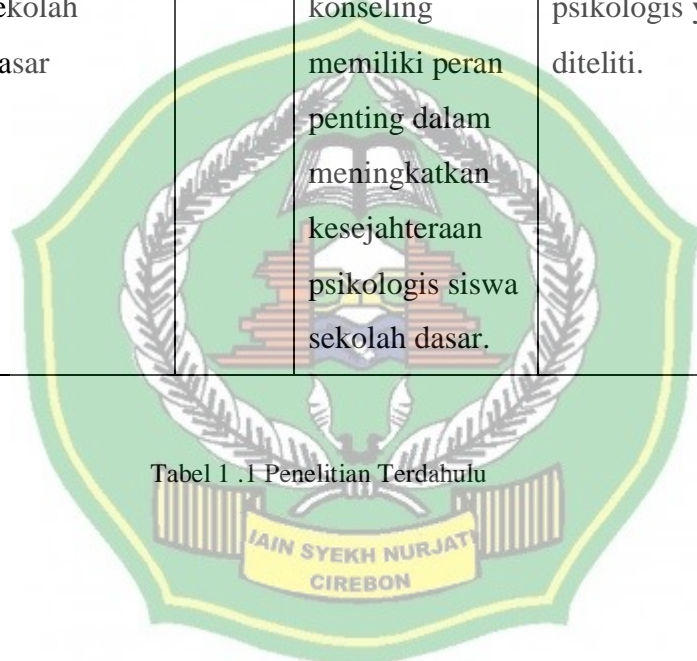 ekolah
asar
konseling
memiliki peran
penting dalam
meningkatkan
kesejahteraan
psikologis siswa
sekolah dasar.
psikologis y
diteliti.
Tabel 1 .1 Penelitian Terdahulu
IAIN SYEKH NURJATI
CIREBON